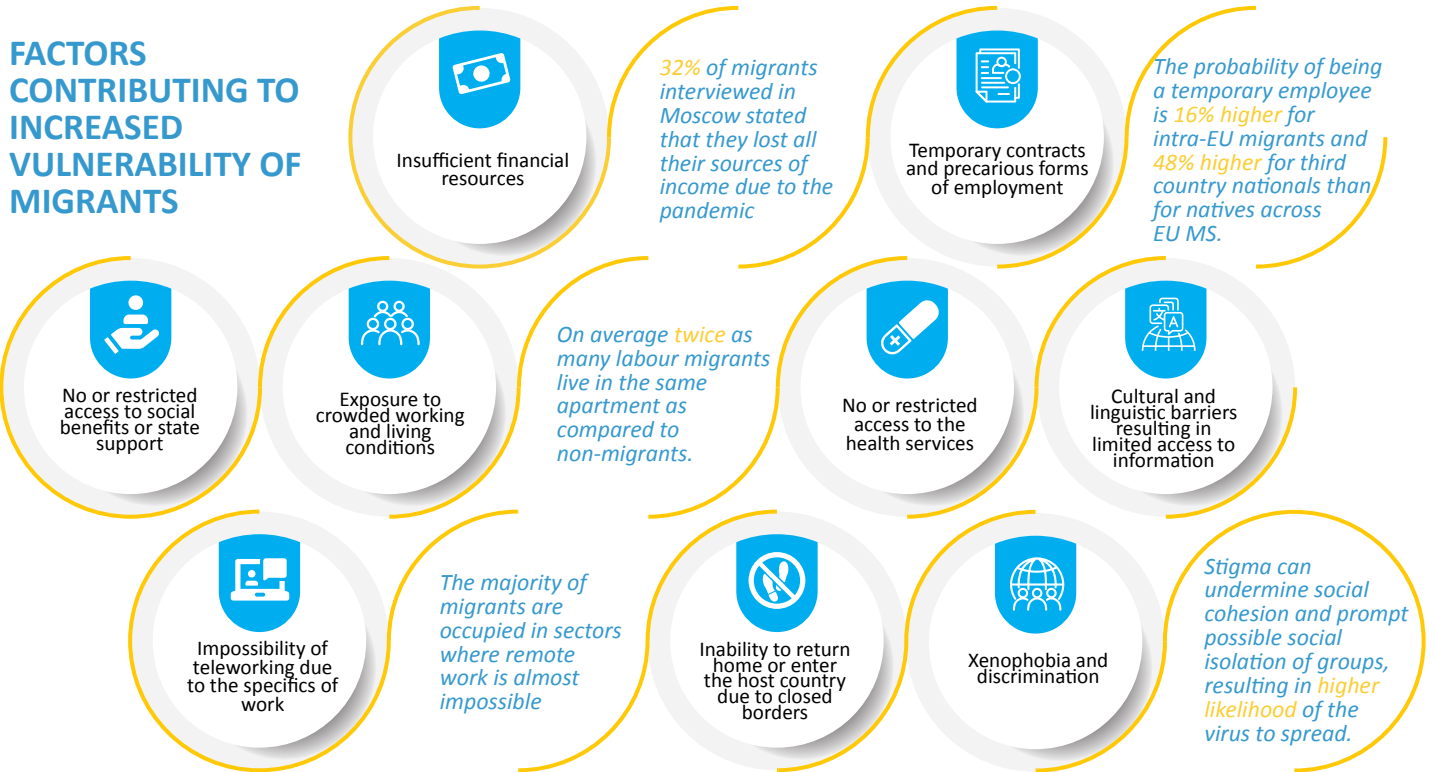 FACTORS
CONTRIBUTING TO
INCREASED
VULNERABILITY OF
MIGRANTS
Insufficient financial
resources
32% of migrants
interviewed in
Moscow stated
that they lost all
their sources of
income due to the
pandemic
Temporary contracts
and precarious forms
of employment
The probability of being
a temporary employee
is 16% higher for
intra-EU migrants and
48% higher for third
country nationals than
for natives across
EU MS.
No or restricted
access to social
benefits or state
support
Exposure to
crowded working
and living
conditions
On average twice as
many labour migrants
live in the same
apartment as
compared to
non-migrants.
No or restricted
access to the
health services
文
A
Cultural and
linguistic barriers
resulting in
limited access to
information
Impossibility of
teleworking due
to the specifics of
work
The majority of
migrants are
occupied in sectors
where remote
work is almost
impossible
Inability to return
home or enter
the host country
due to closed
borders
Xenophobia and
discrimination
Stigma can
undermine social
cohesion and prompt
possible social
isolation of groups,
resulting in higher
likelihood of the
virus to spread.